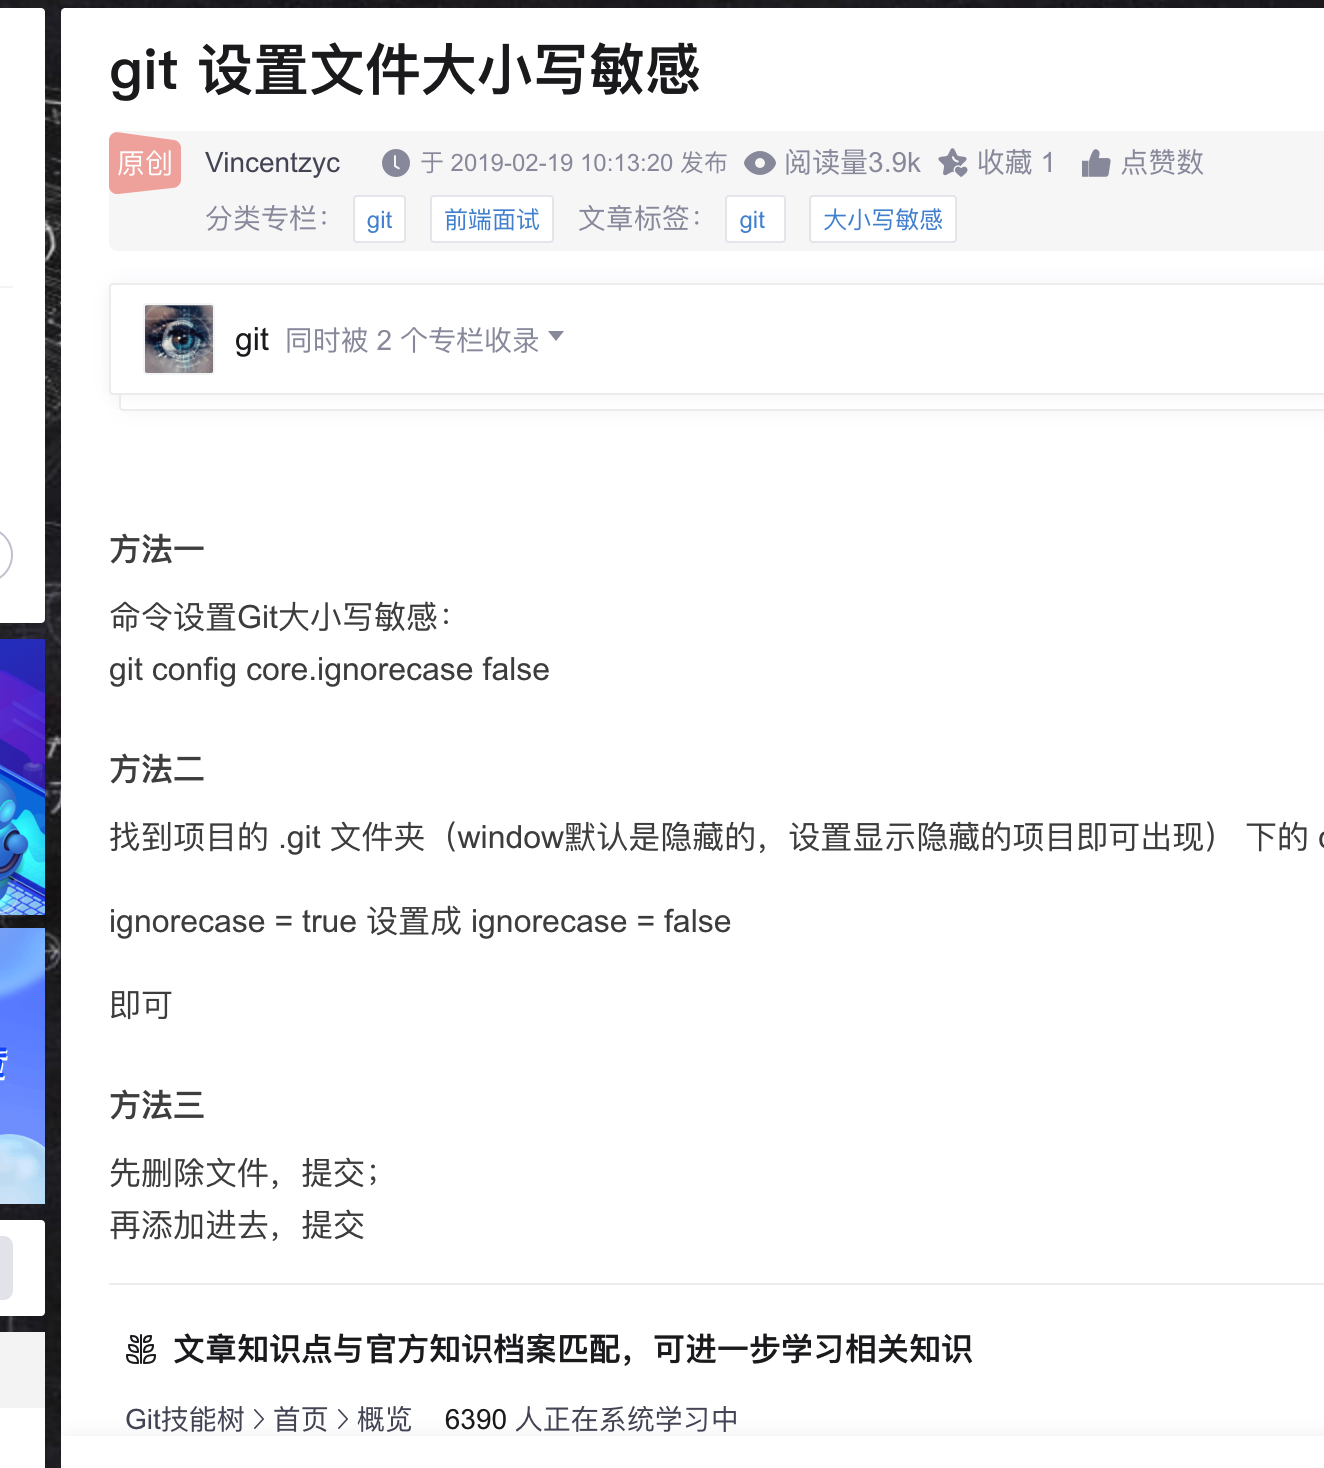 git 设置文件大小写敏感
原创 Vincentzyc 于 2019-02-19 10:13:20 发布 阅读量3.9k 收藏 1 点赞数
分类专栏： git 前端面试 文章标签： git 大小写敏感
git 同时被 2 个专栏收录
方法一
命令设置Git大小写敏感：
git config core.ignorecase false
方法二
找到项目的 .git 文件夹（window默认是隐藏的，设置显示隐藏的项目即可出现） 下的
ignorecase = true 设置成 ignorecase = false
即可
方法三
先删除文件，提交；
再添加进去，提交
文章知识点与官方知识档案匹配，可进一步学习相关知识
Git技能树 > 首页 > 概览 6390 人正在系统学习中